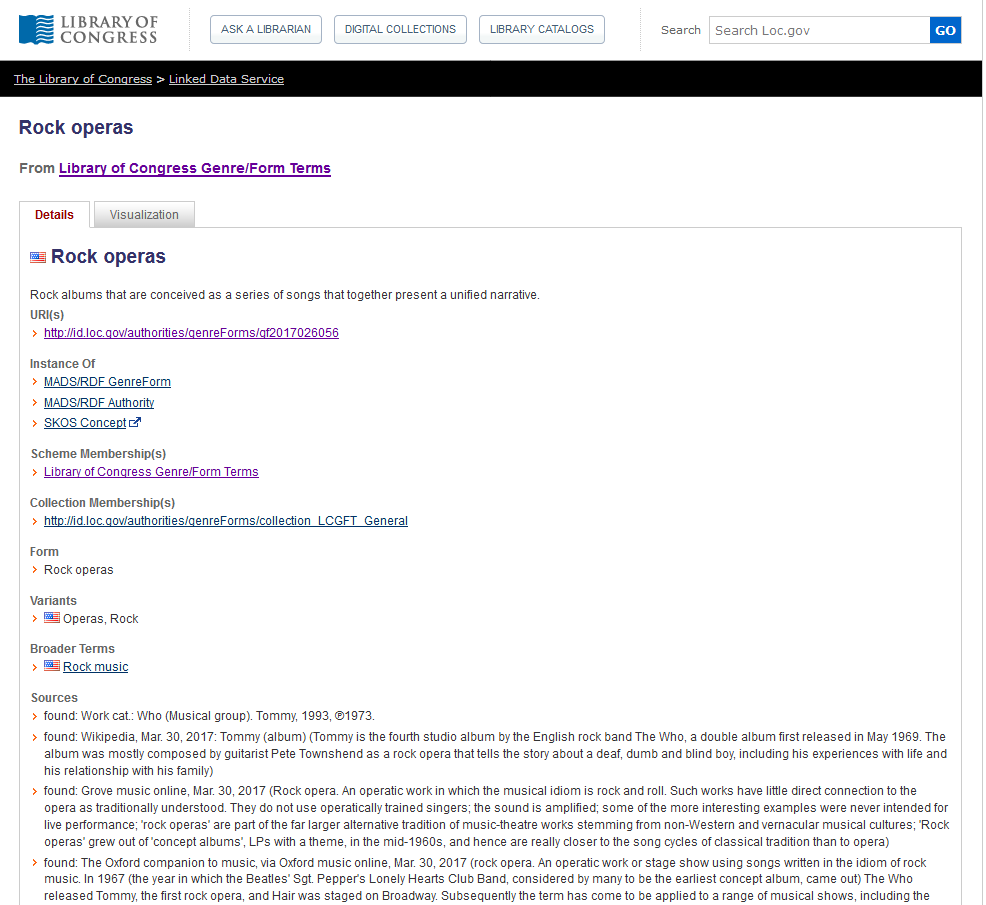 LIBRARY OF
CONGRESS
ASK A LIBRARIAN
DIGITAL COLLECTIONS
LIBRARY CATALOGS
Search
Search Loc.gov
GO
The Library of Congress > Linked Data Service
Rock operas
From Library of Congress Genre/Form Terms
Details
Visualization
Rock operas
Rock albums that are conceived as a series of songs that together present a unified narrative.
URI(s)
http://id.loc.gov/authorities/genreForms/gf2017026056
Instance Of
MADS/RDF GenreForm
MADS/RDF Authority
SKOS Concept
Scheme Membership(s)
Library of Congress Genre/Form Terms
Collection Membership(s)
http://id.loc.gov/authorities/genreForms/collection_LCGFT_General
Form
Rock operas
Variants
Operas, Rock
Broader Terms
Rock music
Sources
found: Work cat.: Who (Musical group). Tommy, 1993, ℗1973.
found: Wikipedia, Mar. 30, 2017: Tommy (album) (Tommy is the fourth studio album by the English rock band The Who, a double album first released in May 1969. The
album was mostly composed by guitarist Pete Townshend as a rock opera that tells the story about a deaf, dumb and blind boy, including his experiences with life and
his relationship with his family)
found: Grove music online, Mar. 30, 2017 (Rock opera. An operatic work in which the musical idiom is rock and roll. Such works have little direct connection to the
opera as traditionally understood. They do not use operatically trained singers; the sound is amplified; some of the more interesting examples were never intended for
live performance; 'rock operas' are part of the far larger alternative tradition of music-theatre works stemming from non-Western and vernacular musical cultures; 'Rock
operas' grew out of 'concept albums', LPs with a theme, in the mid-1960s, and hence are really closer to the song cycles of classical tradition than to opera)
found: The Oxford companion to music, via Oxford music online, Mar. 30, 2017 (rock opera. An operatic work or stage show using songs written in the idiom of rock
music. In 1967 (the year in which the Beatles' Sgt. Pepper's Lonely Hearts Club Band, considered by many to be the earliest concept album, came out) The Who
released Tommy, the first rock opera, and Hair was staged on Broadway. Subsequently the term has come to be applied to a range of musical shows, including the